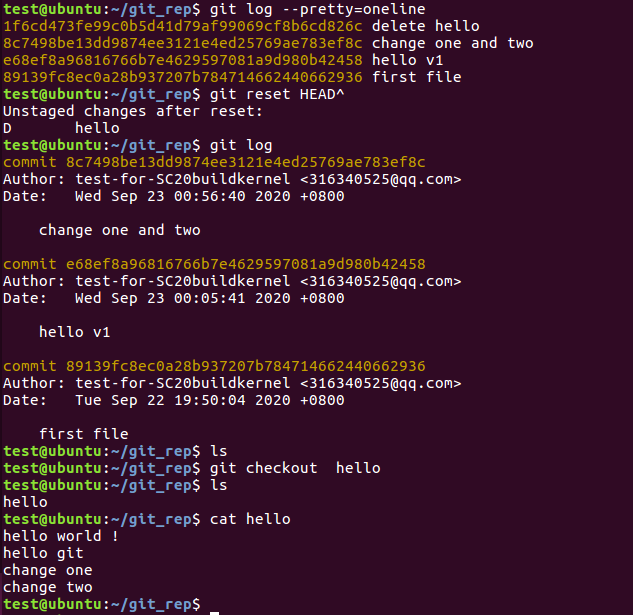 test@ubuntu:~/git_rep$ git log --pretty=oneline
1f6cd473fe99c0b5d41d79af99069cf8b6cd826c delete hello
8c7498be13dd9874ee3121e4ed25769ae783ef8c change one and two
e68ef8a96816766b7e4629597081a9d980b42458 hello v1
89139fc8ec0a28b937207b784714662440662936 first file
test@ubuntu:~/git_rep$ git reset HEAD^
Unstaged changes after reset:
D       hello
test@ubuntu:~/git_rep$ git log
commit 8c7498be13dd9874ee3121e4ed25769ae783ef8c
Author: test-for-SC20buildkernel <316340525@qq.com>
Date:   Wed Sep 23 00:56:40 2020 +0800
    change one and two
commit e68ef8a96816766b7e4629597081a9d980b42458
Author: test-for-SC20buildkernel <316340525@qq.com>
Date:   Wed Sep 23 00:05:41 2020 +0800
    hello v1
commit 89139fc8ec0a28b937207b784714662440662936
Author: test-for-SC20buildkernel <316340525@qq.com>
Date:   Tue Sep 22 19:50:04 2020 +0800
    first file
test@ubuntu:~/git_rep$ ls
test@ubuntu:~/git_rep$ git checkout  hello
test@ubuntu:~/git_rep$ ls
hello
test@ubuntu:~/git_rep$ cat hello
hello world !
hello git
change one
change two
test@ubuntu:~/git_rep$